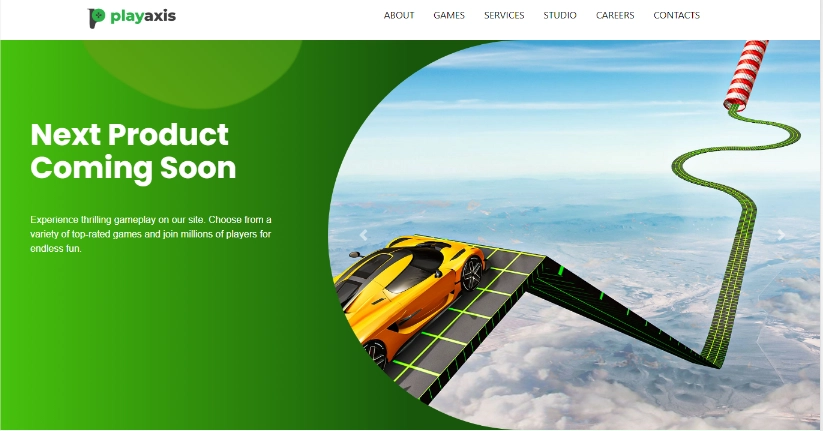 playaxis
ABOUT GAMES SERVICES STUDIO CAREERS CONTACTS
Next Product
Coming Soon
Experience thrilling gameplay on our site. Choose from a
variety of top-rated games and join millions of players for
endless fun.